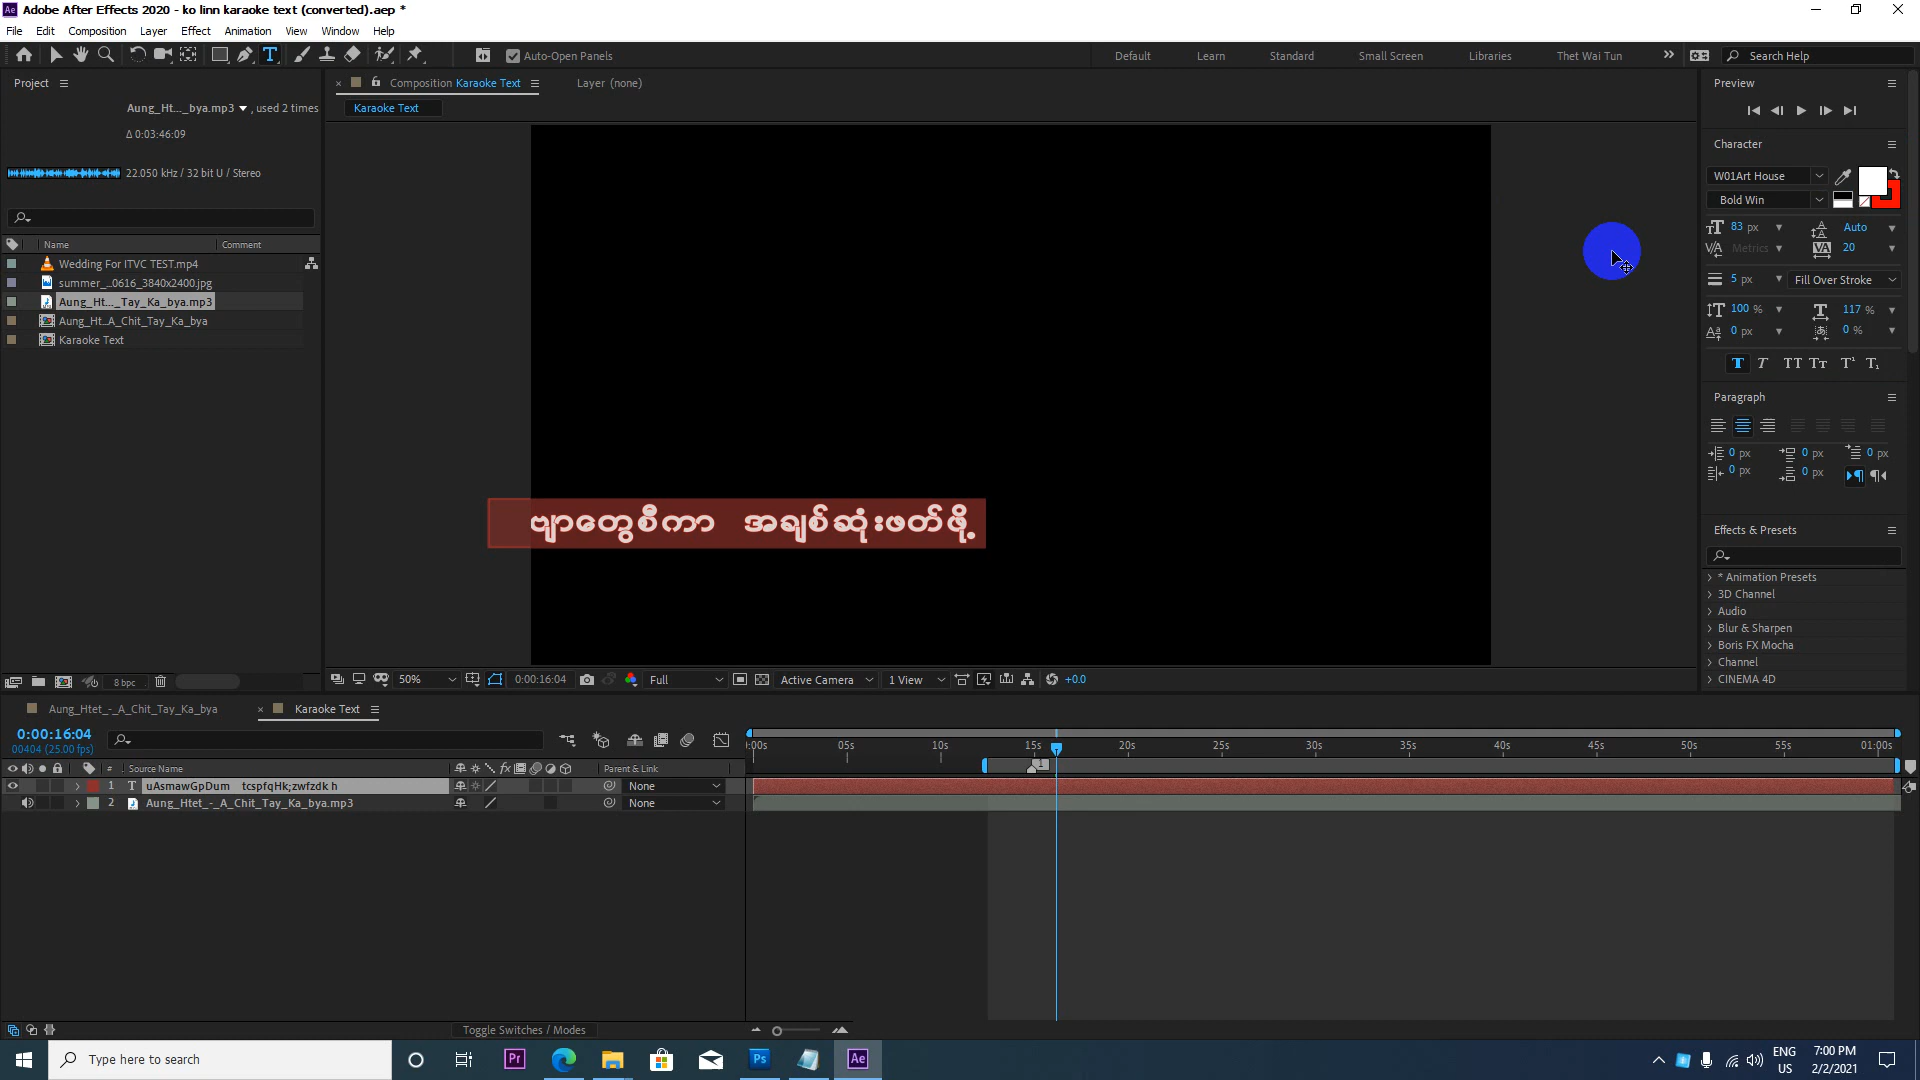 Adobe After Effects 2020 - ko linn karaoke text (converted).aep *
File Edit Composition Layer Effect Animation View Window Help
Auto-Open Panels Default Learn Standard Small Screen Libraries Thet Wai Tun Search Help
Project
Aung_Ht..._bya.mp3 , used 2 times
Δ 0:03:46:09
22.050 kHz / 32 bit U / Stereo
Name Comment
Wedding For ITVC TEST.mp4
summer_...0616_3840x2400.jpg
Aung_Ht..._Tay_Ka_bya.mp3
Aung_Ht..A_Chit_Tay_Ka_bya
Karaoke Text
8 bpc
Composition Karaoke Text
Layer (none)
Karaoke Text
ဗျာတွေစီကာ အချစ်ဆုံးဖတ်ဖို့
50% 0:00:16:04 Full Active Camera 1 View +0.0
Preview
Character
W01Art House
Bold Win
83 px Auto
Metrics 20
5 px Fill Over Stroke
100 % 117 %
0 px 0 %
Paragraph
0 px 0 px 0 px
0 px 0 px
Effects & Presets
* Animation Presets
3D Channel
Audio
Blur & Sharpen
Boris FX Mocha
Channel
CINEMA 4D
Aung_Htet_-_A_Chit_Tay_Ka_bya Karaoke Text
0:00:16:04
00404 (25.00 fps)
# Source Name Parent & Link
1 T uAsmawGpDum tcspfqHk;zwfzdk h None
2 Aung_Htet_-_A_Chit_Tay_Ka_bya.mp3 None
:00s 05s 10s 15s 20s 25s 30s 35s 40s 45s 50s 55s 01:00s
1
Toggle Switches / Modes
Type here to search
ENG
US
7:00 PM
2/2/2021